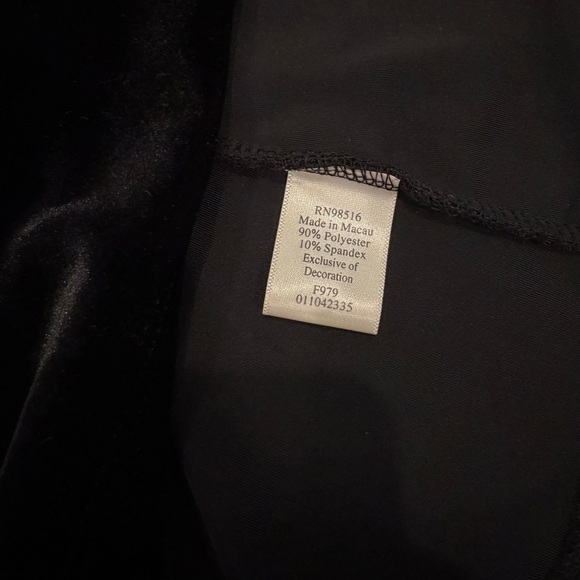 RN98516
Made in Macau
90% Polyester
10% Spandex
Exclusive of
Decoration
F979
011042335